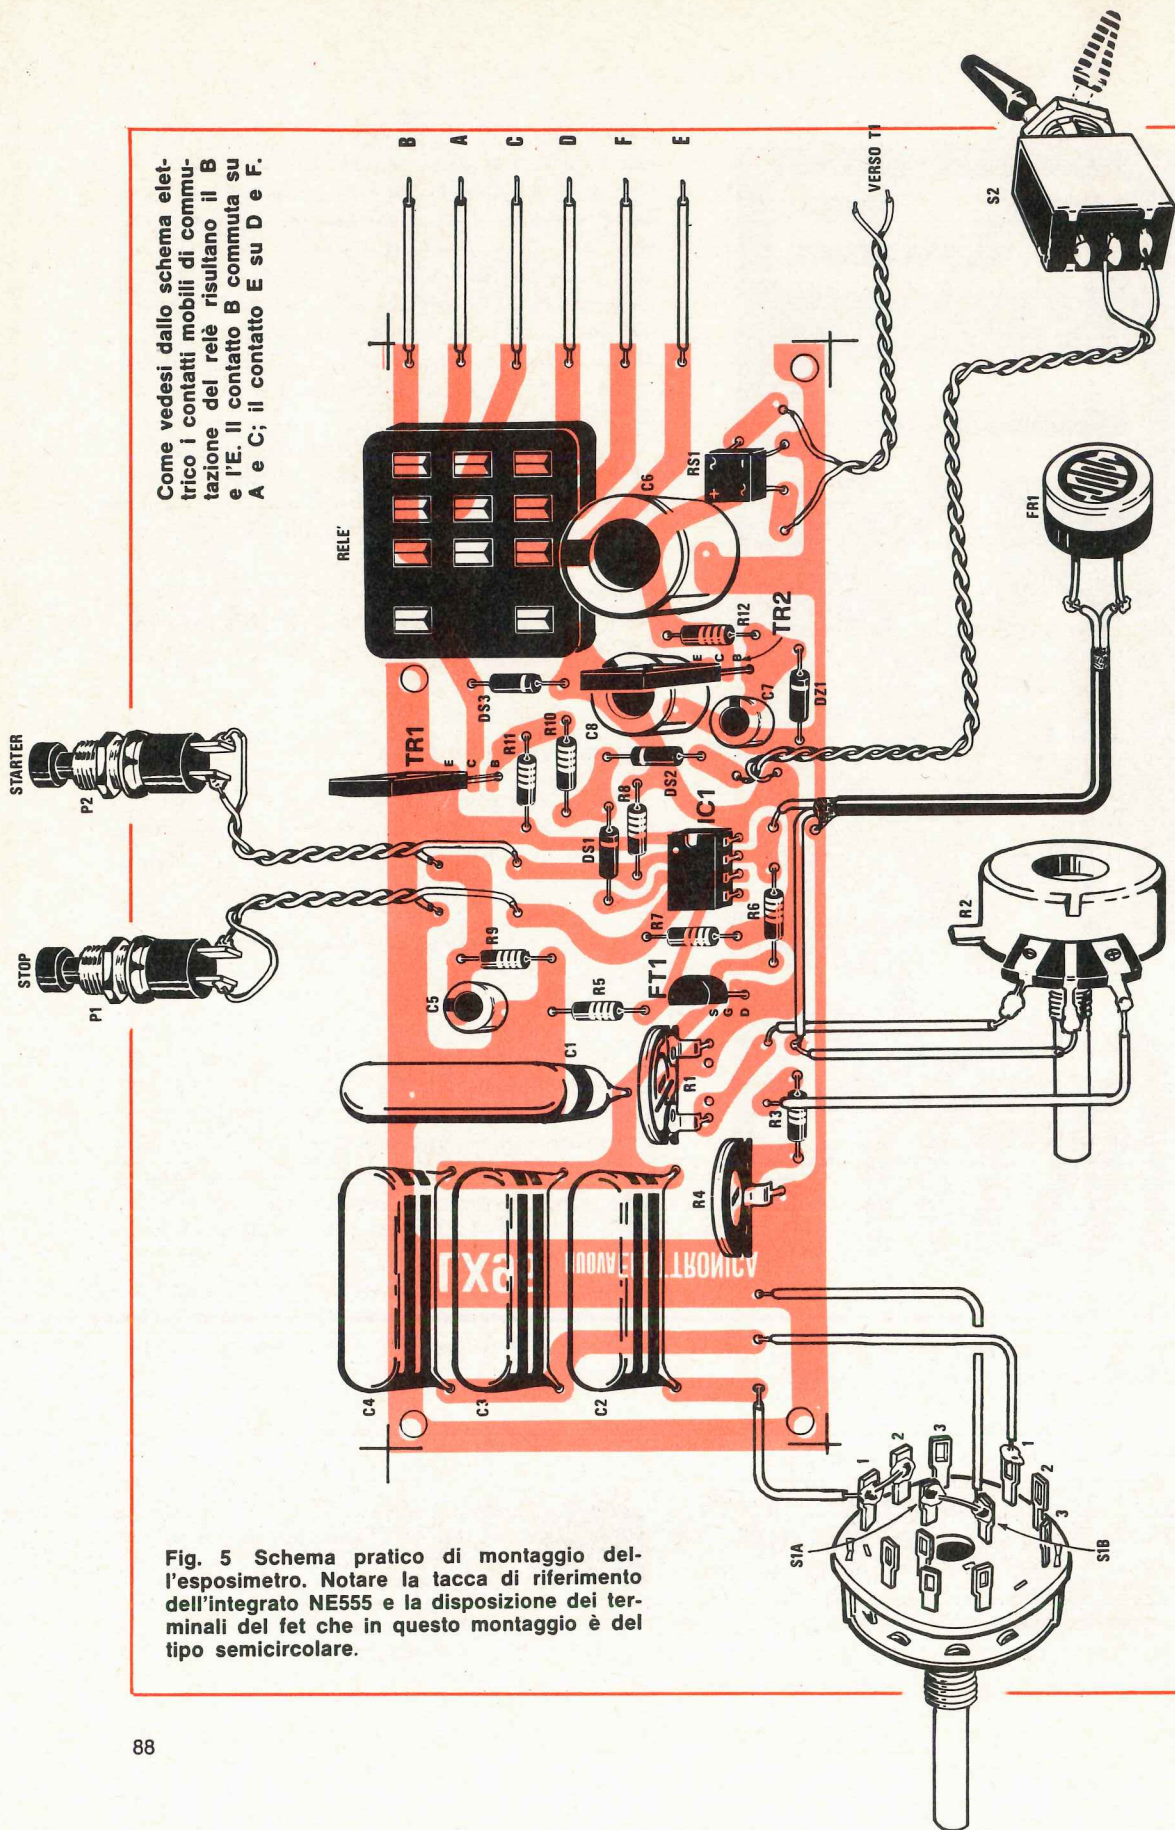 Come vedesi dallo schema elet-
trico i contatti mobili di commu-
tazione del relè risultano il B
e l'E. Il contatto B commuta su
A e C; il contatto E su D e F.
STARTER
P2
STOP
P1
B
A
C
D
F
E
VERSO T1
S2
RELE'
RS1
+
~
~
-
C6
FR1
TR1
E
C
B
DS3
R11
R10
C8
E
C
B
R12
TR2
C7
DZ1
DS2
R8
DS1
IC1
R9
C5
R5
R7
R6
FT1
S
G
D
R2
C1
R1
R3
R4
C4
C3
C2
LX95
NUOVA ELETTRONICA
1
2
3
1
2
3
S1A
S1B
Fig. 5 Schema pratico di montaggio del-
l'esposimetro. Notare la tacca di riferimento
dell'integrato NE555 e la disposizione dei ter-
minali del fet che in questo montaggio è del
tipo semicircolare.
88